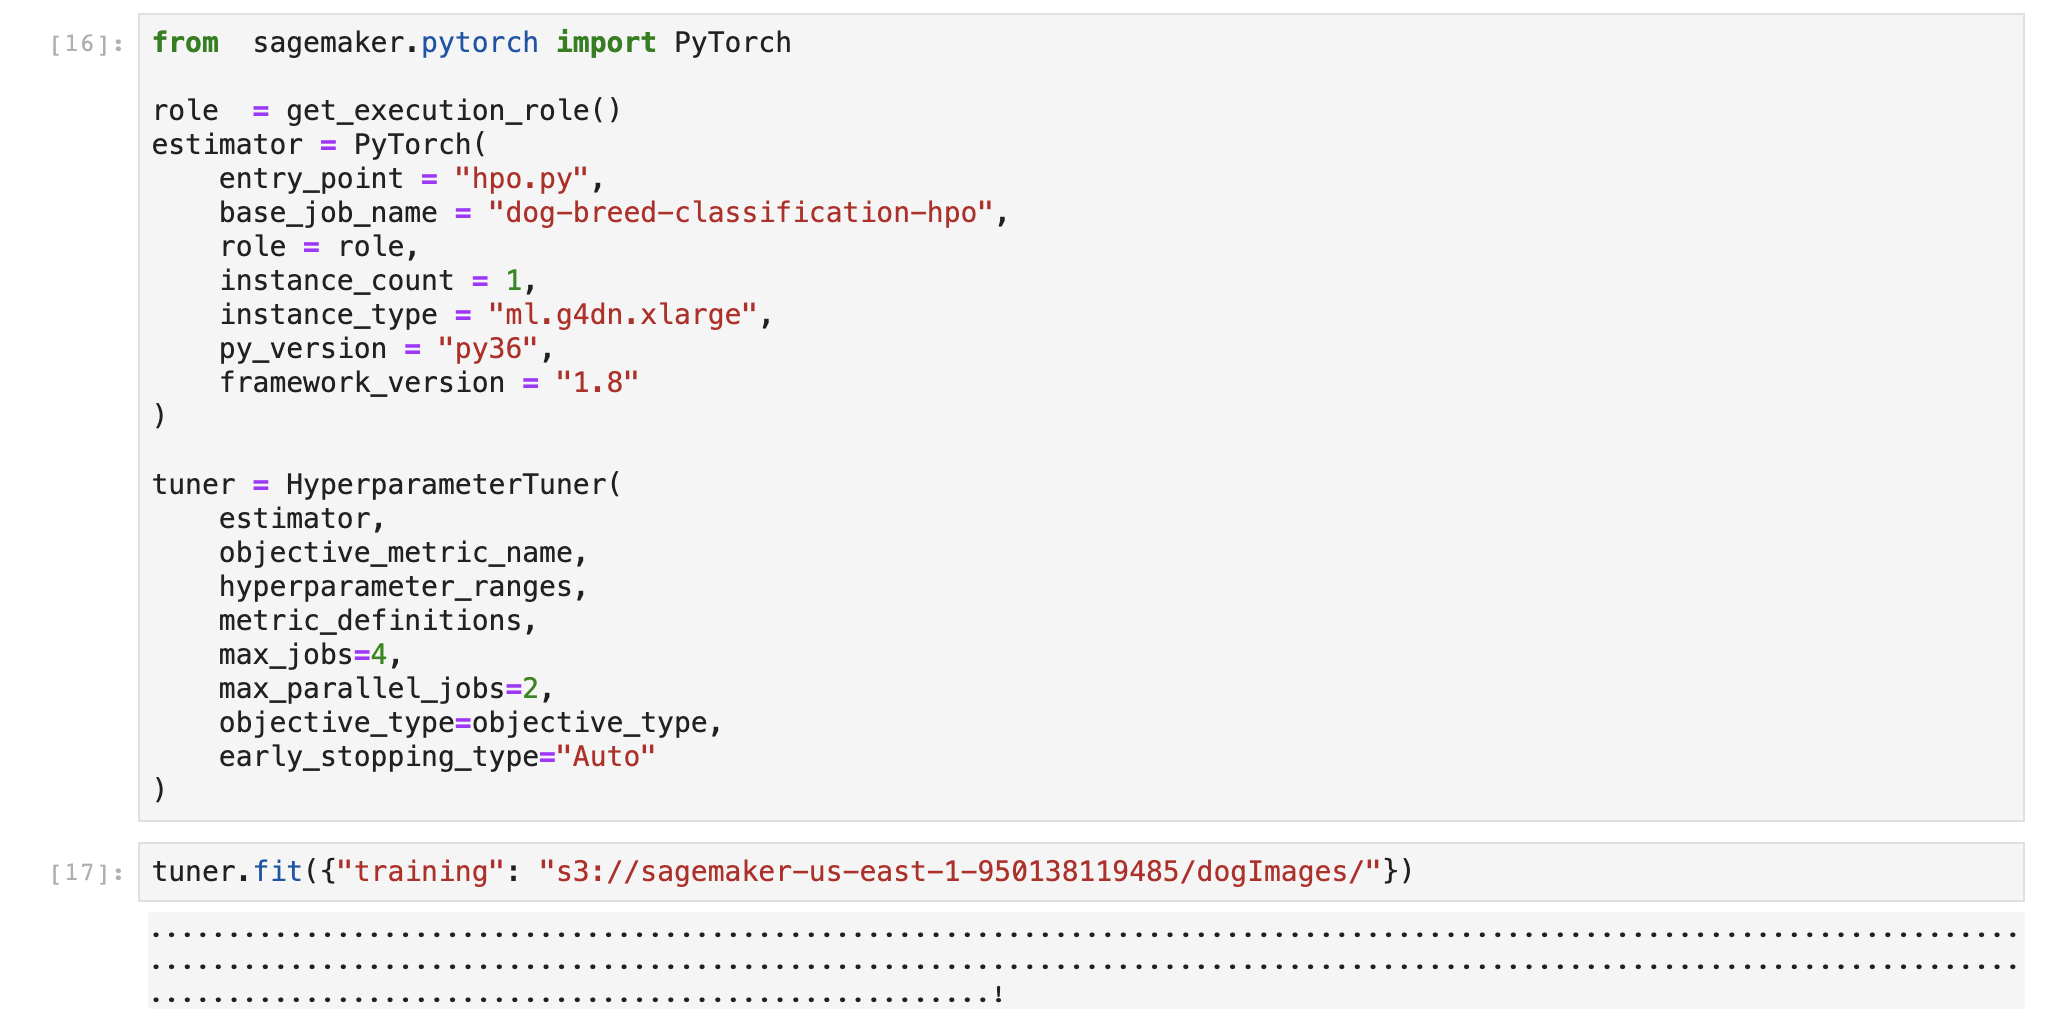 [16]: from  sagemaker.pytorch import PyTorch
role  = get_execution_role()
estimator = PyTorch(
    entry_point = "hpo.py",
    base_job_name = "dog-breed-classification-hpo",
    role = role,
    instance_count = 1,
    instance_type = "ml.g4dn.xlarge",
    py_version = "py36",
    framework_version = "1.8"
)
tuner = HyperparameterTuner(
    estimator,
    objective_metric_name,
    hyperparameter_ranges,
    metric_definitions,
    max_jobs=4,
    max_parallel_jobs=2,
    objective_type=objective_type,
    early_stopping_type="Auto"
)
[17]: tuner.fit({"training": "s3://sagemaker-us-east-1-950138119485/dogImages/"})
........................................................................................................................
........................................................................................................................
......................................................!